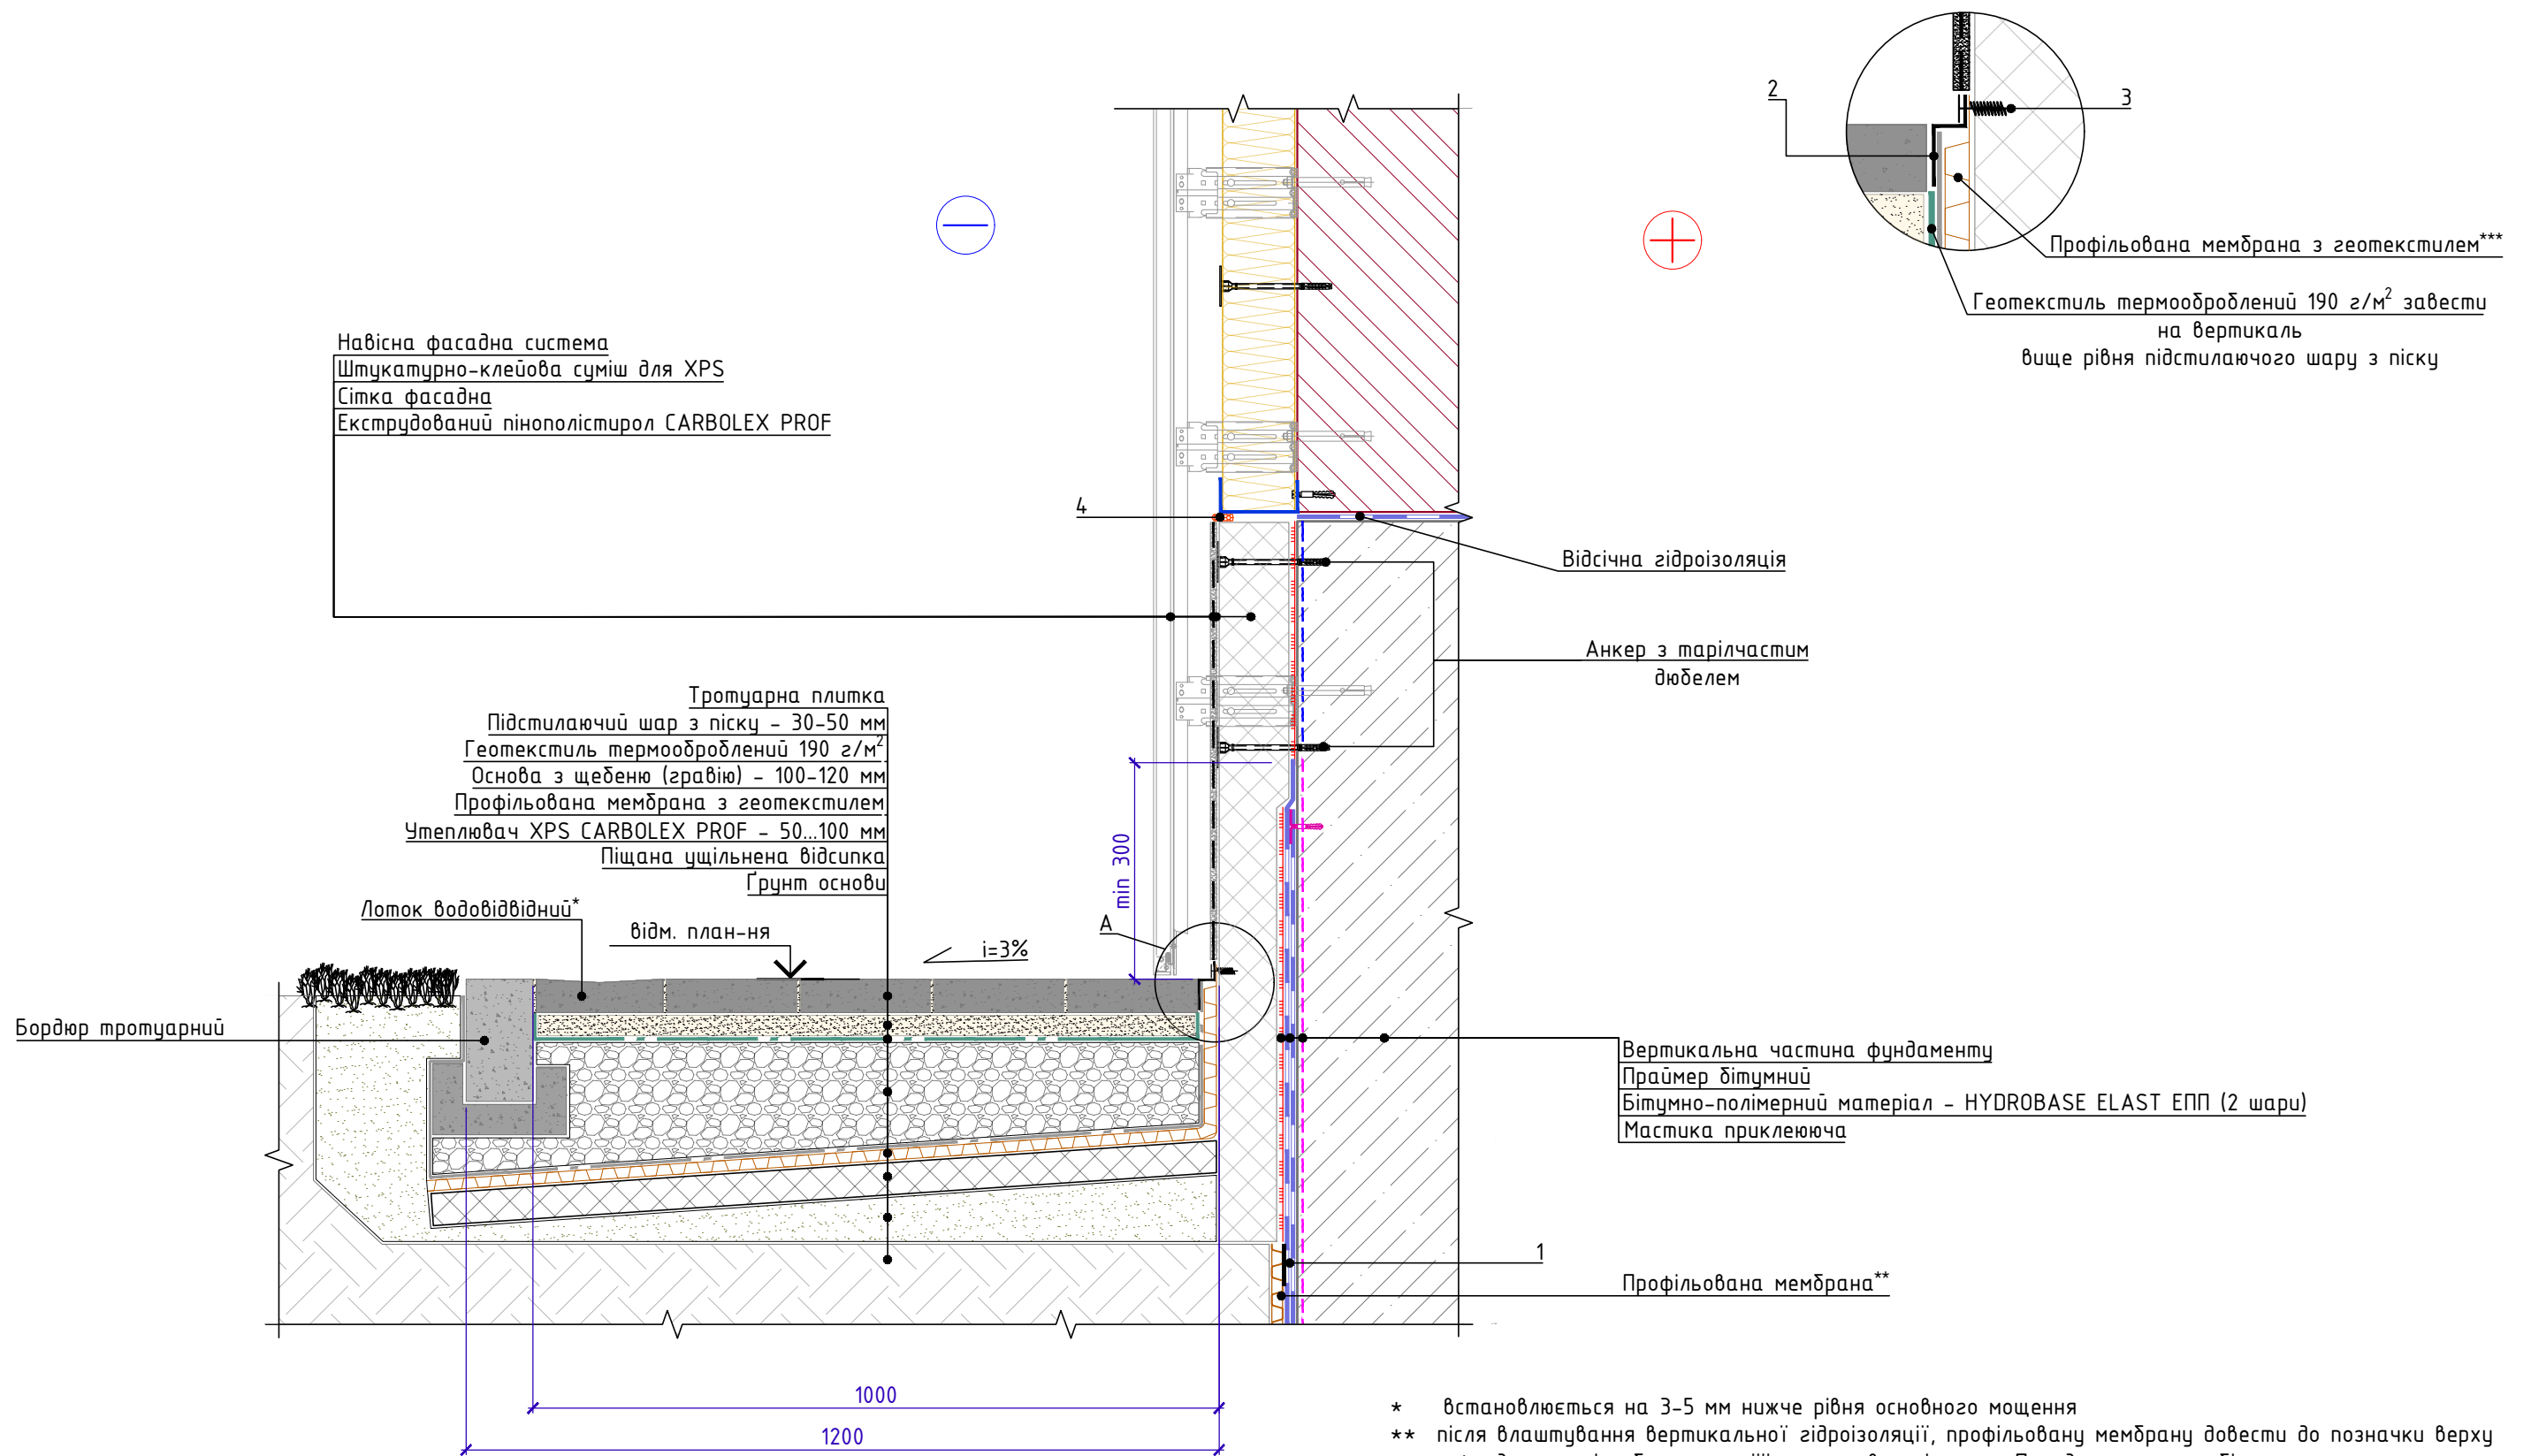 2
3
Профільована мембрана з геотекстилем***
Геотекстиль термооброблений 190 г/м² завести
на вертикаль
вище рівня підстилаючого шару з піску
Навісна фасадна система
Штукатурно-клейова суміш для XPS
Сітка фасадна
Екструдований пінополістирол CARBOLEX PROF
4
Відсічна гідроізоляція
Анкер з тарілчастим
дюбелем
Тротуарна плитка
Підстилаючий шар з піску - 30-50 мм
Геотекстиль термооброблений 190 г/м²
Основа з щебеню (гравію) - 100-120 мм
Профільована мембрана з геотекстилем
Утеплювач XPS CARBOLEX PROF - 50...100 мм
Піщана ущільнена відсипка
Ґрунт основи
min 300
Лоток водовідвідний*
відм. план-ня
i=3%
А
Бордюр тротуарний
Вертикальна частина фундаменту
Праймер бітумний
Бітумно-полімерний матеріал - HYDROBASE ELAST ЕПП (2 шари)
Мастика приклеююча
1
Профільована мембрана**
1000
1200
* встановлюється на 3-5 мм нижче рівня основного мощення
** після влаштування вертикальної гідроізоляції, профільовану мембрану довести до позначки верху